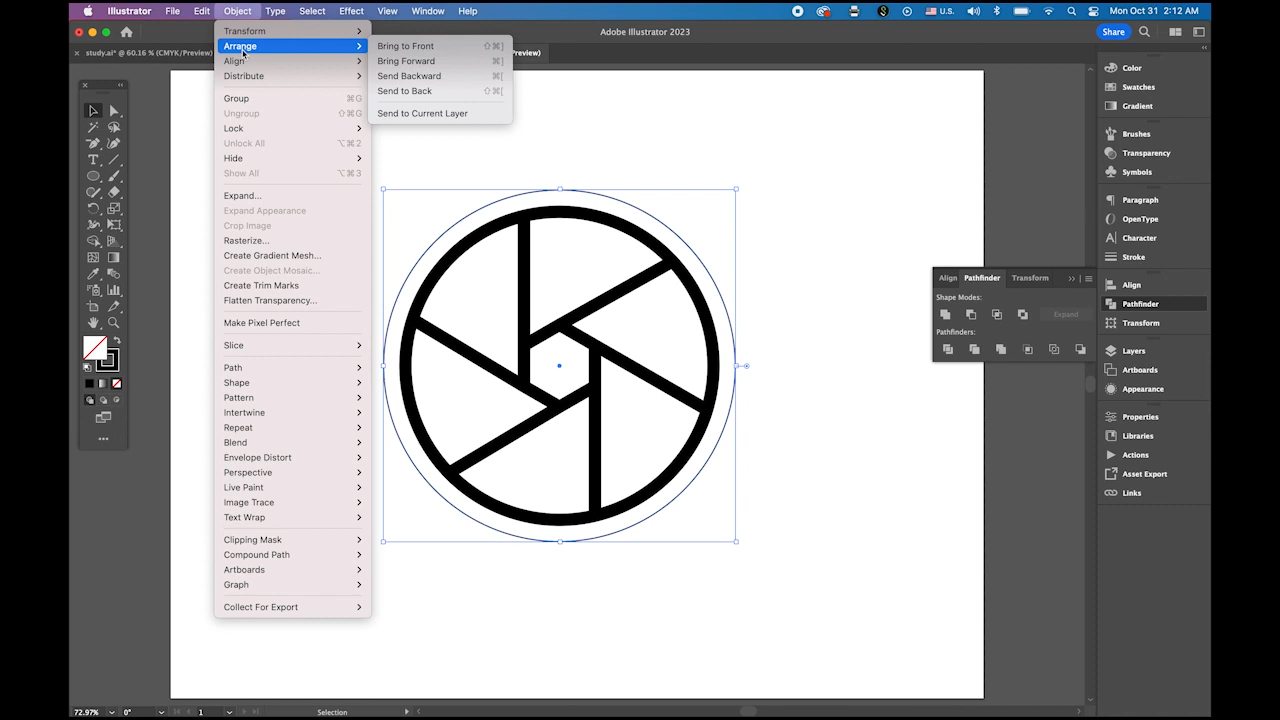 Illustrator File Edit Object Type Select Effect View Window Help U.S. Mon Oct 31 2:12 AM
Adobe Illustrator 2023 Share
× study.ai* @ 60.16 % (CMYK/Preview) review)
Transform
Arrange
Align
Distribute
Group ⌘G
Ungroup ⇧⌘G
Lock
Unlock All ⌥⌘2
Hide
Show All ⌥⌘3
Expand...
Expand Appearance
Crop Image
Rasterize...
Create Gradient Mesh...
Create Object Mosaic...
Create Trim Marks
Flatten Transparency...
Make Pixel Perfect
Slice
Path
Shape
Pattern
Intertwine
Repeat
Blend
Envelope Distort
Perspective
Live Paint
Image Trace
Text Wrap
Clipping Mask
Compound Path
Artboards
Graph
Collect For Export
Bring to Front ⇧⌘]
Bring Forward ⌘]
Send Backward ⌘[
Send to Back ⇧⌘[
Send to Current Layer
Align Pathfinder Transform
Shape Modes:
Expand
Pathfinders:
Color
Swatches
Gradient
Brushes
Transparency
Symbols
Paragraph
OpenType
Character
Stroke
Align
Pathfinder
Transform
Layers
Artboards
Appearance
Properties
Libraries
Actions
Asset Export
Links
72.97% 0° 1 Selection